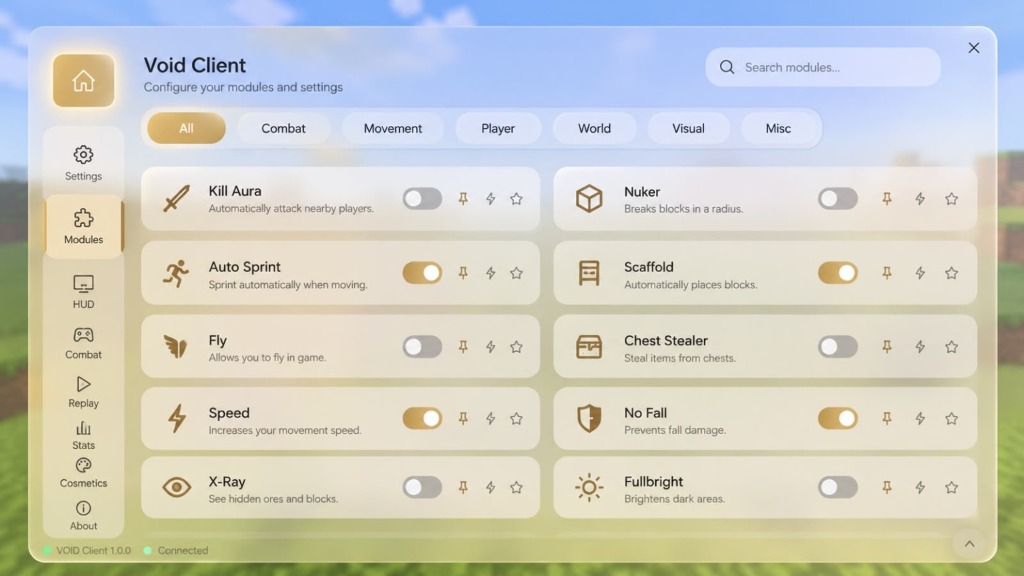 Void Client
Configure your modules and settings
Search modules...
All
Combat
Movement
Player
World
Visual
Misc
Settings
Modules
HUD
Combat
Replay
Stats
Cosmetics
About
Kill Aura
Automatically attack nearby players.
Nuker
Breaks blocks in a radius.
Auto Sprint
Sprint automatically when moving.
Scaffold
Automatically places blocks.
Fly
Allows you to fly in game.
Chest Stealer
Steal items from chests.
Speed
Increases your movement speed.
No Fall
Prevents fall damage.
X-Ray
See hidden ores and blocks.
Fullbright
Brightens dark areas.
VOID Client 1.0.0
Connected